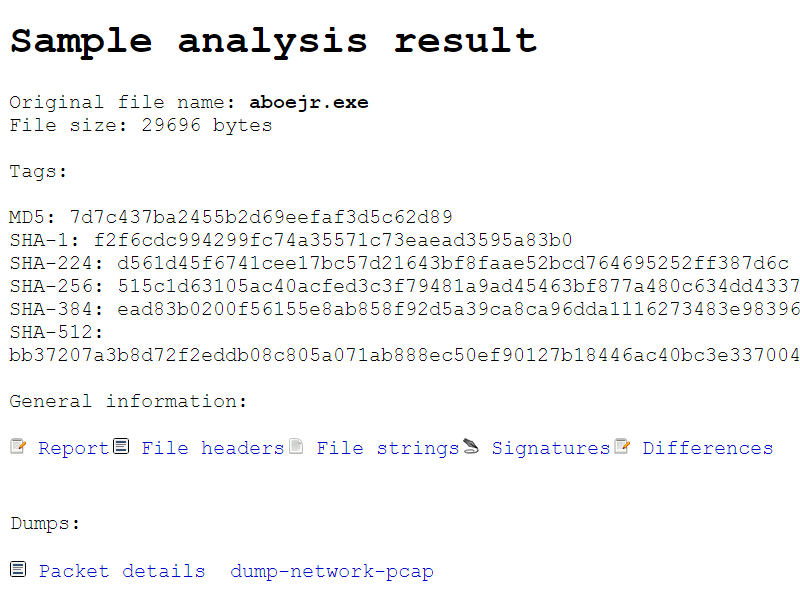 Sample analysis result
Original file name: aboejr.exe
File size: 29696 bytes
Tags:
MD5: 7d7c437ba2455b2d69eefaf3d5c62d89
SHA-1: f2f6cdc994299fc74a35571c73eaead3595a83b0
SHA-224: d561d45f6741cee17bc57d21643bf8faae52bcd764695252ff387d6c
SHA-256: 515c1d63105ac40acfed3c3f79481a9ad45463bf877a480c634dd4337
SHA-384: ead83b0200f56155e8ab858f92d5a39ca8ca96dda1116273483e98396
SHA-512:
bb37207a3b8d72f2eddb08c805a071ab888ec50ef90127b18446ac40bc3e337004
General information:
Report File headers File strings Signatures Differences
Dumps:
Packet details dump-network-pcap